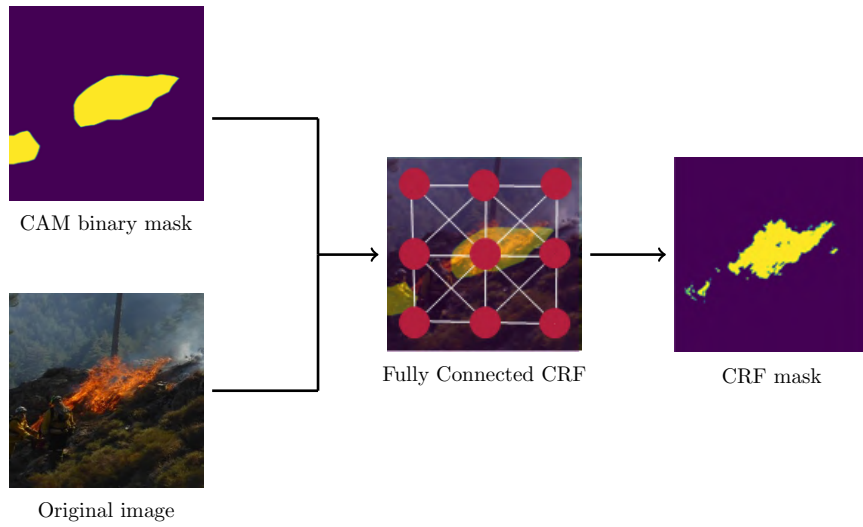 CAM binary mask
Original image
Fully Connected CRF
CRF mask